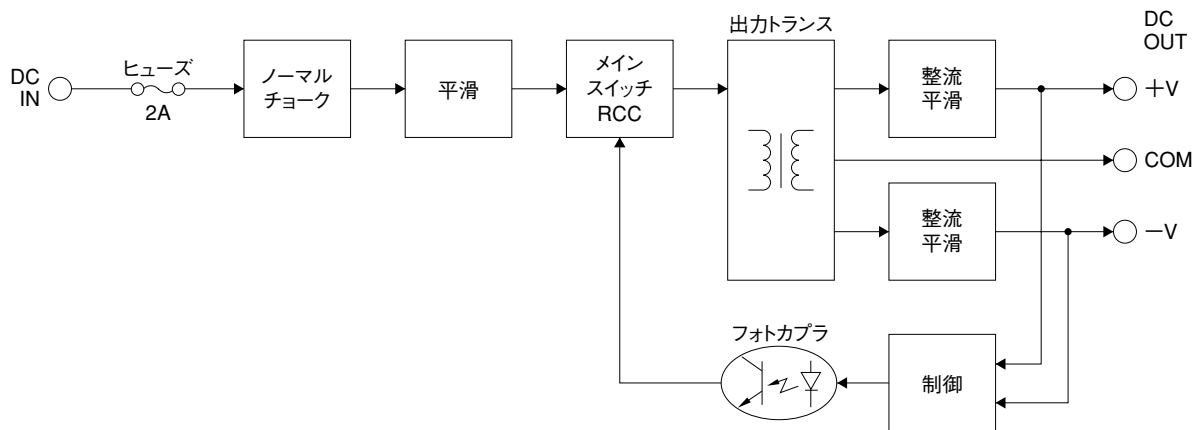 DC
IN
ヒューズ
2A
ノーマル
チョーク
平滑
メイン
スイッチ
RCC
出力トランス
整流
平滑
整流
平滑
DC
OUT
+V
COM
−V
フォトカプラ
制御